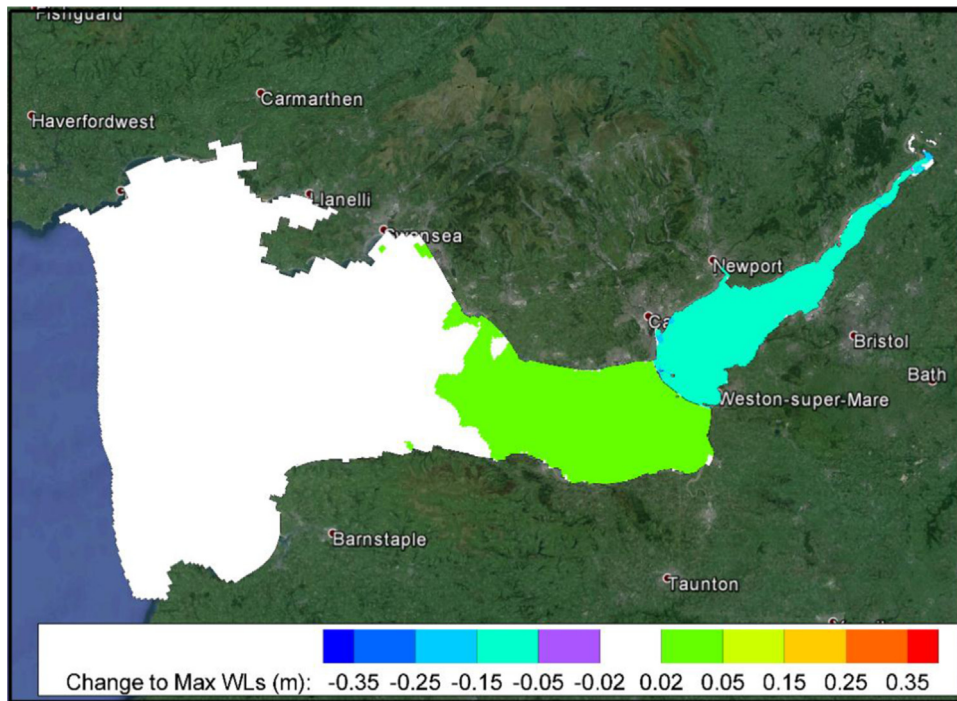 Fishguard
Carmarthen
Haverfordwest
Llanelli
Swansea
Newport
Ca
Bristol
Bath
Weston-super-Mare
Barnstaple
Taunton
Change to Max WLs (m): -0.35 -0.25 -0.15 -0.05 -0.02 0.02 0.05 0.15 0.25 0.35